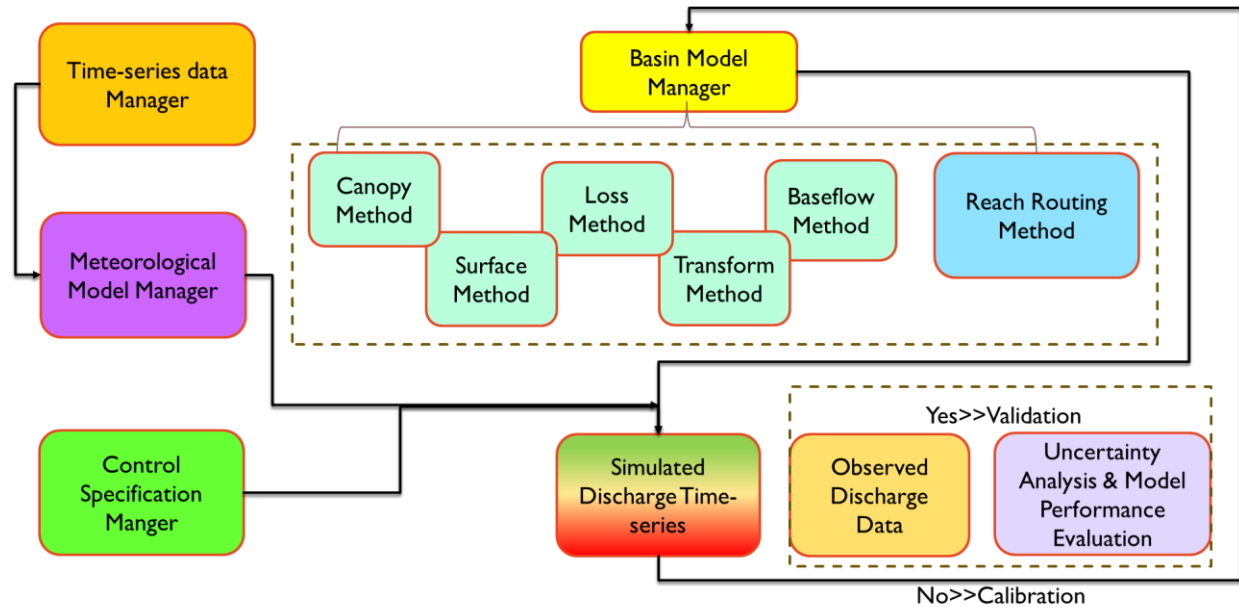 Time-series data
Manager
Basin Model
Manager
Canopy
Method
Loss
Method
Baseflow
Method
Reach Routing
Method
Surface
Method
Transform
Method
Meteorological
Model Manager
Control
Specification
Manger
Simulated
Discharge Time-
series
Yes>>Validation
Observed
Discharge
Data
Uncertainty
Analysis & Model
Performance
Evaluation
No>>Calibration